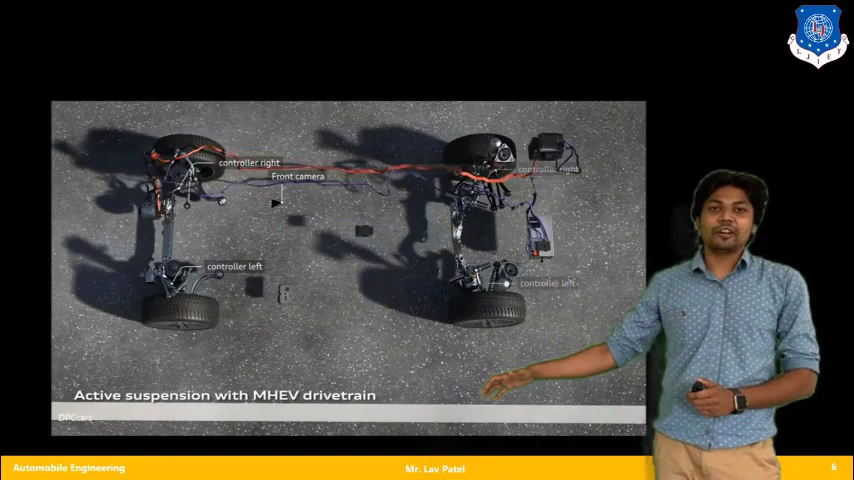 LJIET
controller right
controller right
Front camera
controller left
controller left
Active suspension with MHEV drivetrain
DPCcars
Automobile Engineering
Mr. Lav Patel
6